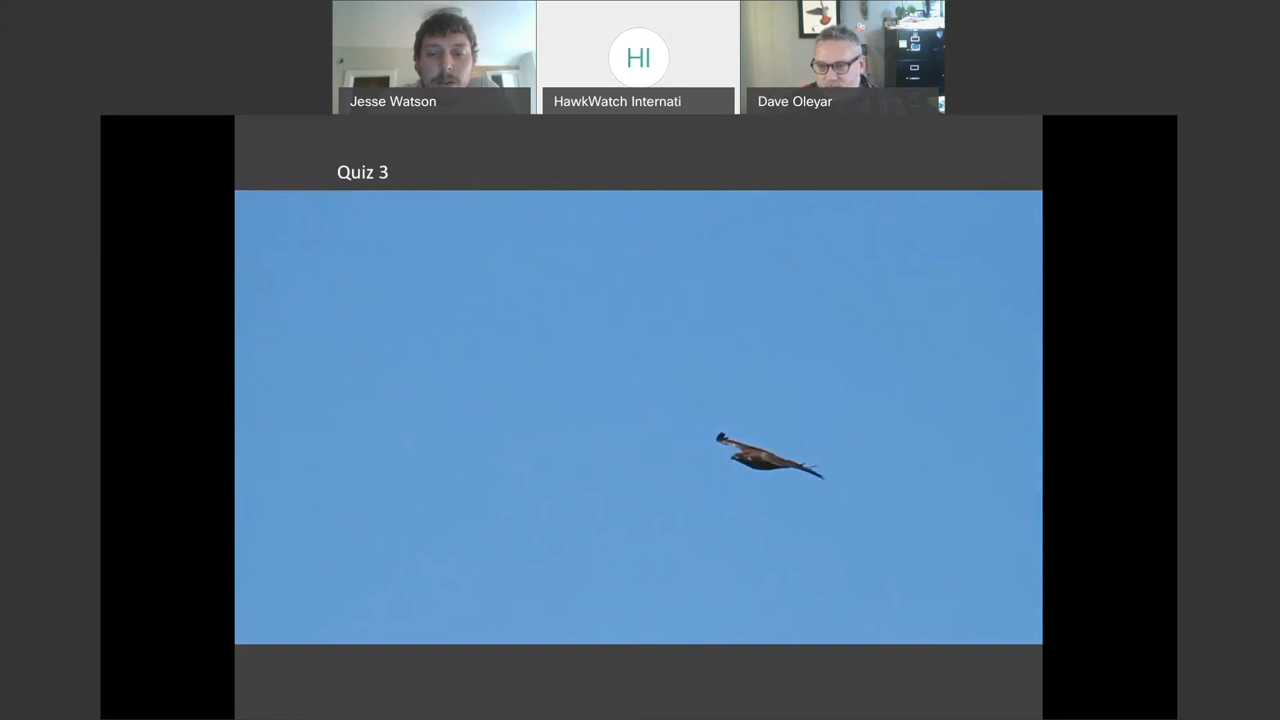 HI
Jesse Watson
HawkWatch Internati
Dave Oleyar
Quiz 3